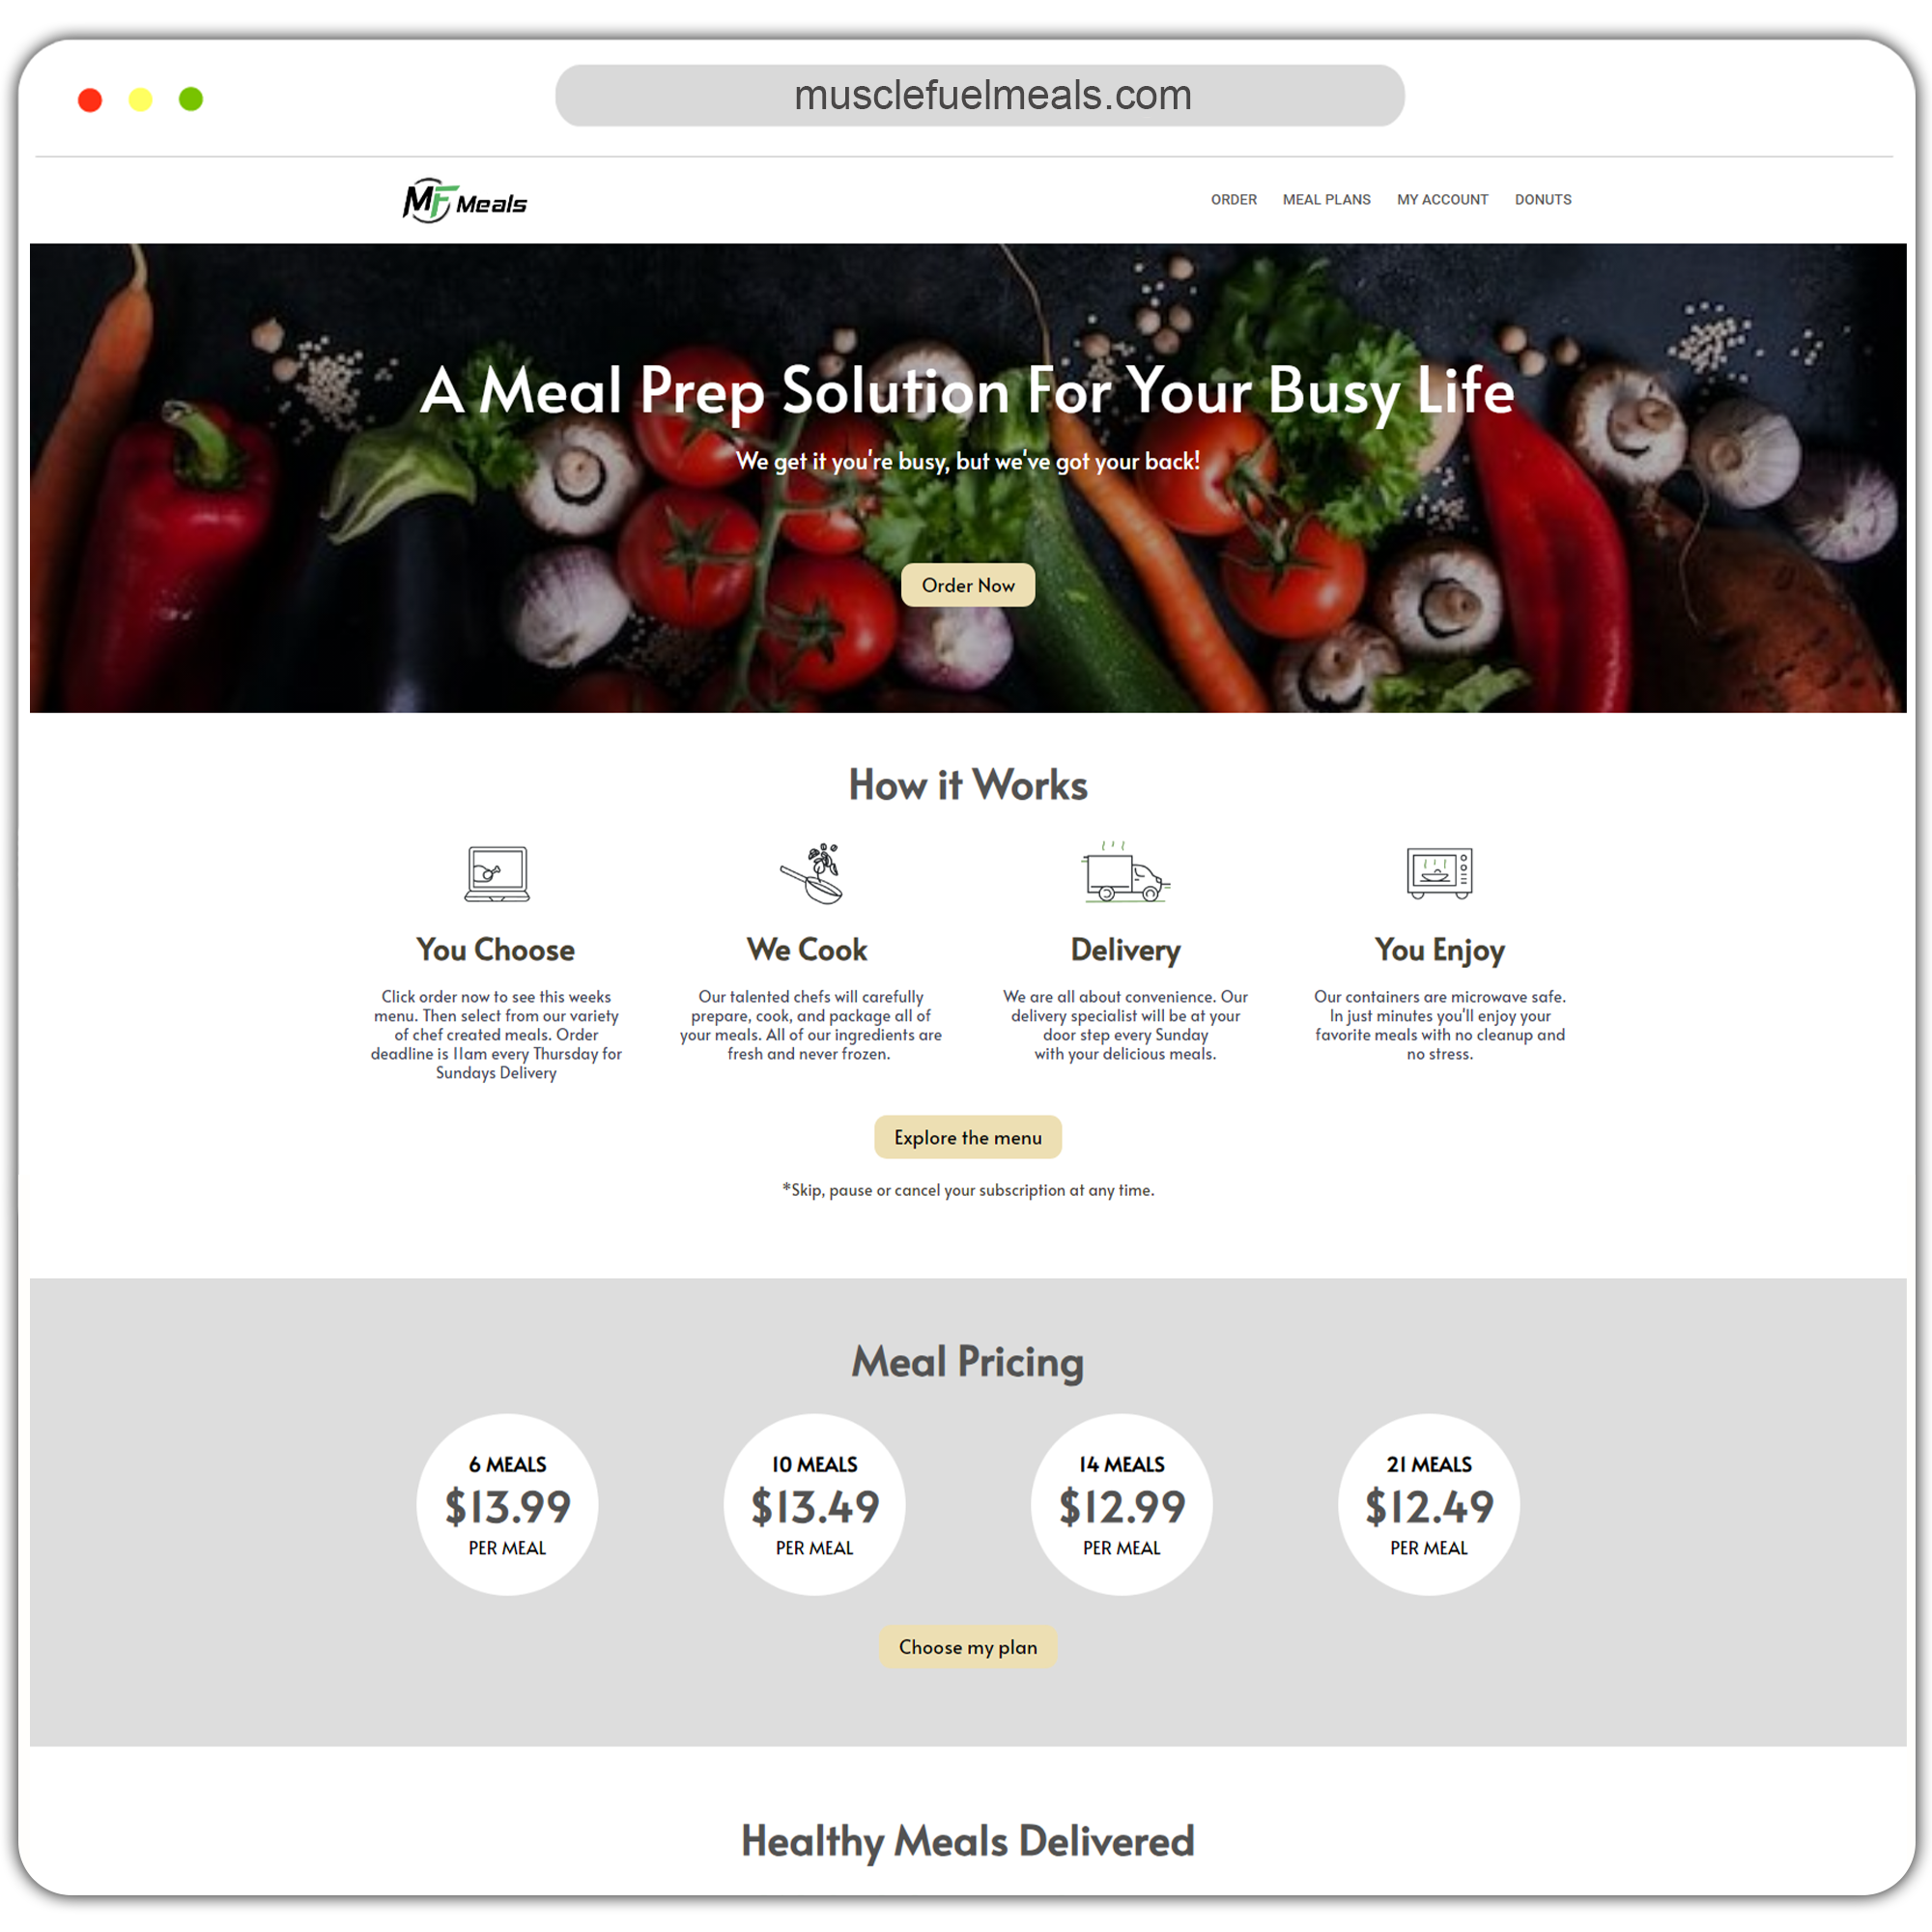 musclefuelmeals.com
MF Meals
ORDER MEAL PLANS MY ACCOUNT DONUTS
A Meal Prep Solution For Your Busy Life
We get it you're busy, but we've got your back!
Order Now
How it Works
You Choose
Click order now to see this weeks
menu. Then select from our variety
of chef created meals. Order
deadline is 11am every Thursday for
Sundays Delivery
We Cook
Our talented chefs will carefully
prepare, cook, and package all of
your meals. All of our ingredients are
fresh and never frozen.
Delivery
We are all about convenience. Our
delivery specialist will be at your
door step every Sunday
with your delicious meals.
You Enjoy
Our containers are microwave safe.
In just minutes you'll enjoy your
favorite meals with no cleanup and
no stress.
Explore the menu
*Skip, pause or cancel your subscription at any time.
Meal Pricing
6 MEALS
$13.99
PER MEAL
10 MEALS
$13.49
PER MEAL
14 MEALS
$12.99
PER MEAL
21 MEALS
$12.49
PER MEAL
Choose my plan
Healthy Meals Delivered